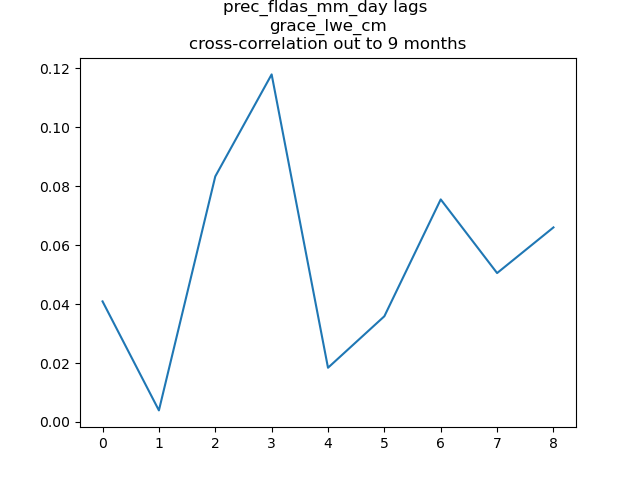 prec_fldas_mm_day lags
grace_lwe_cm
cross-correlation out to 9 months
0.12
0.10
0.08
0.06
0.04
0.02
0.00
0 1 2 3 4 5 6 7 8